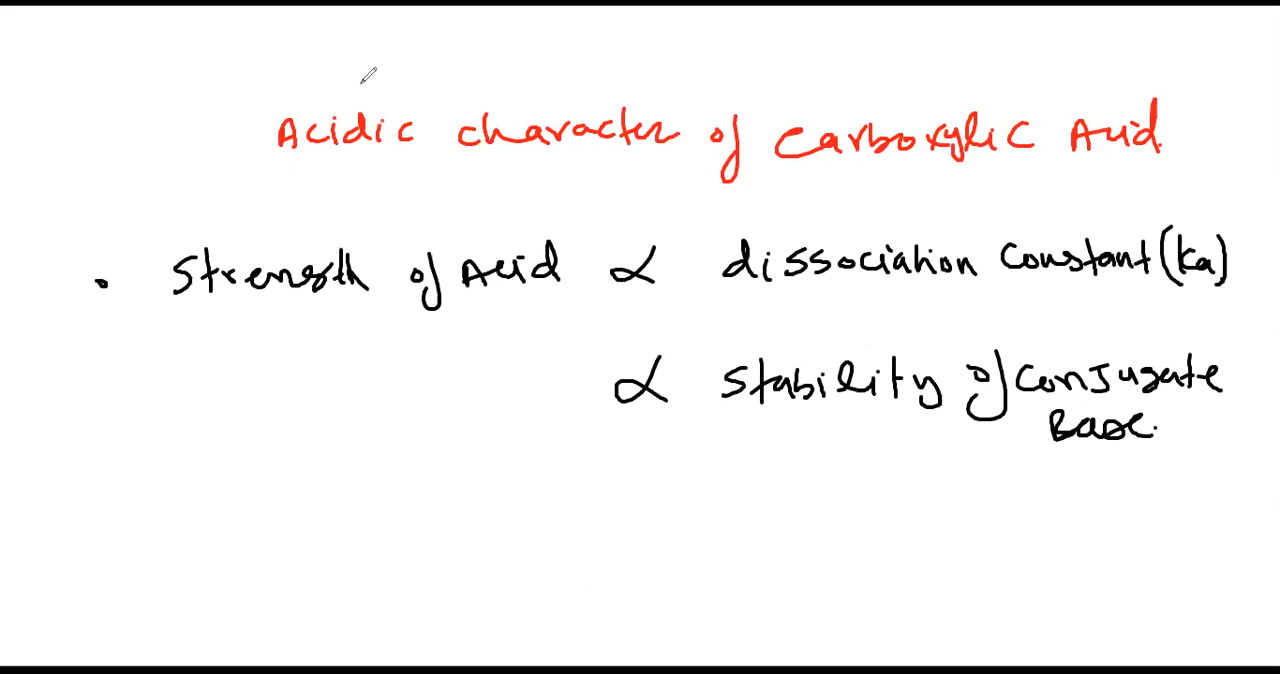 Acidic character of Carboxylic Acid
. Strength of Acid ∝ dissociation constant (Ka)
∝ stability of conjugate
Base.